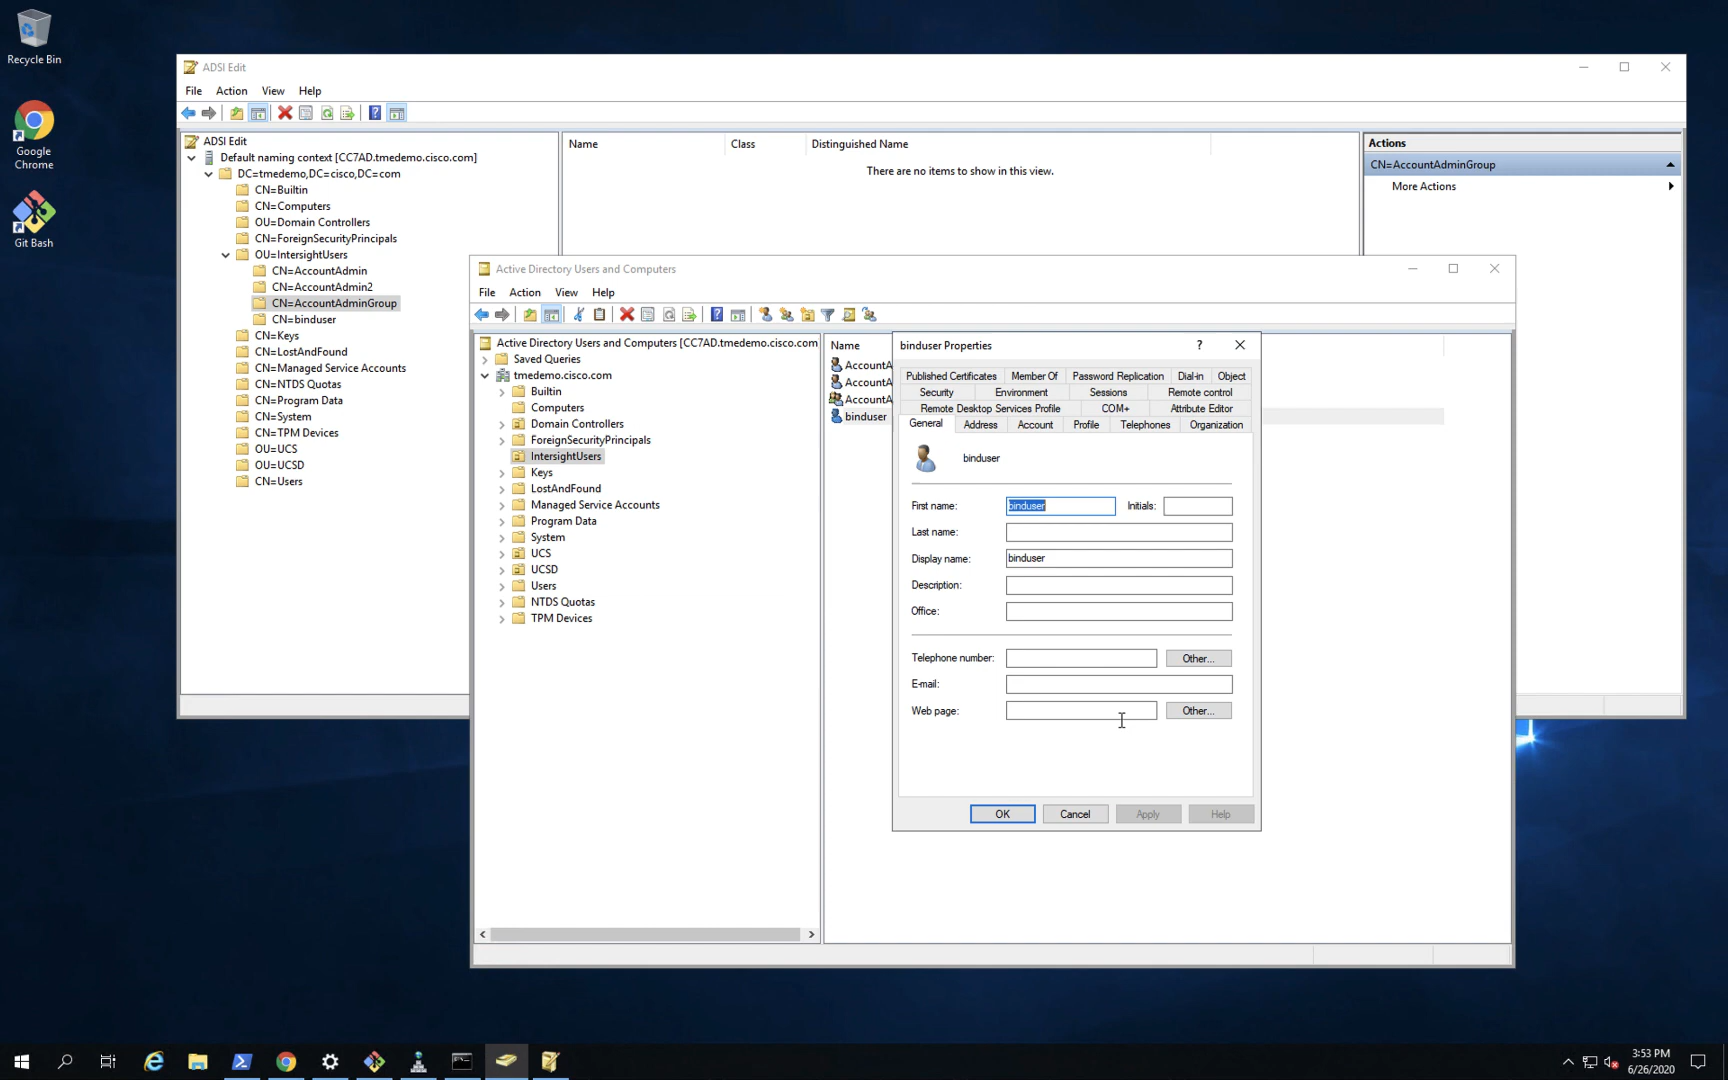 Recycle Bin
Google
Chrome
Git Bash
ADSI Edit
File Action View Help
ADSI Edit
Default naming context [CC7AD.tmedemo.cisco.com]
DC=tmedemo,DC=cisco,DC=com
CN=Builtin
CN=Computers
OU=Domain Controllers
CN=ForeignSecurityPrincipals
OU=IntersightUsers
CN=AccountAdmin
CN=AccountAdmin2
CN=AccountAdminGroup
CN=binduser
CN=Keys
CN=LostAndFound
CN=Managed Service Accounts
CN=NTDS Quotas
CN=Program Data
CN=System
CN=TPM Devices
OU=UCS
OU=UCSD
CN=Users
Name Class Distinguished Name
There are no items to show in this view.
Actions
CN=AccountAdminGroup
More Actions
Active Directory Users and Computers
File Action View Help
Active Directory Users and Computers [CC7AD.tmedemo.com
Saved Queries
tmedemo.cisco.com
Builtin
Computers
Domain Controllers
ForeignSecurityPrincipals
IntersightUsers
Keys
LostAndFound
Managed Service Accounts
Program Data
System
UCS
UCSD
Users
NTDS Quotas
TPM Devices
Name
AccountA
AccountA
AccountA
binduser
binduser Properties
Published Certificates Member Of Password Replication Dial-in Object
Security Environment Sessions Remote control
Remote Desktop Services Profile COM+ Attribute Editor
General Address Account Profile Telephones Organization
binduser
First name: binduser Initials:
Last name:
Display name: binduser
Description:
Office:
Telephone number: Other...
E-mail:
Web page: Other...
OK Cancel Apply Help
3:53 PM
6/26/2020